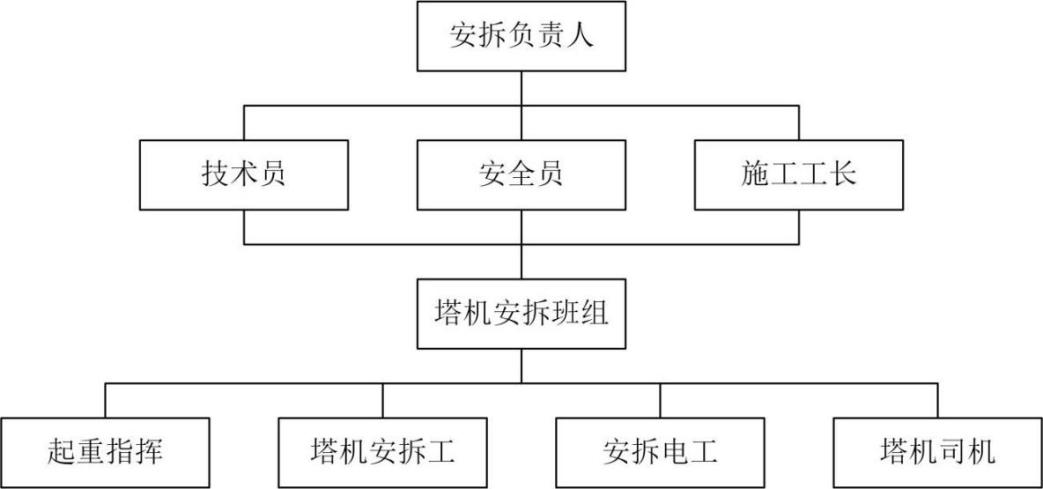 安拆负责人
技术员
安全员
施工工长
塔机安拆班组
起重指挥
塔机安拆工
安拆电工
塔机司机